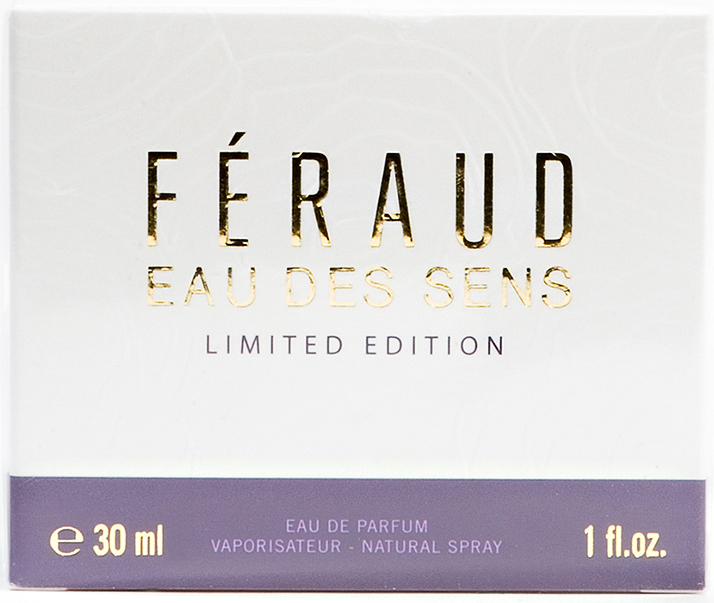 FÉRAUD
EAU DES SENS
LIMITED EDITION
EAU DE PARFUM
℮ 30 ml VAPORISATEUR - NATURAL SPRAY 1 fl.oz.